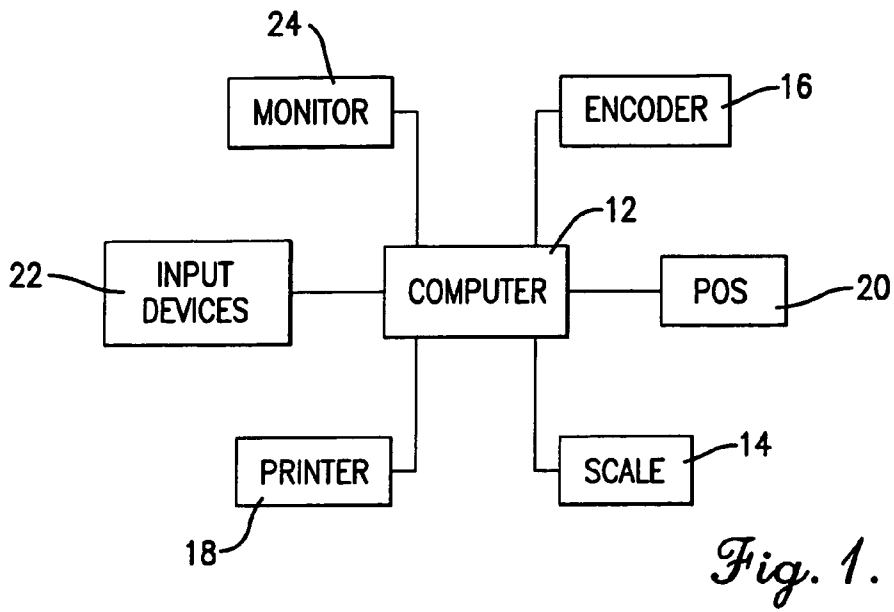 24
MONITOR
ENCODER
16
12
22
INPUT
DEVICES
COMPUTER
POS
20
PRINTER
18
SCALE
14
Fig. 1.